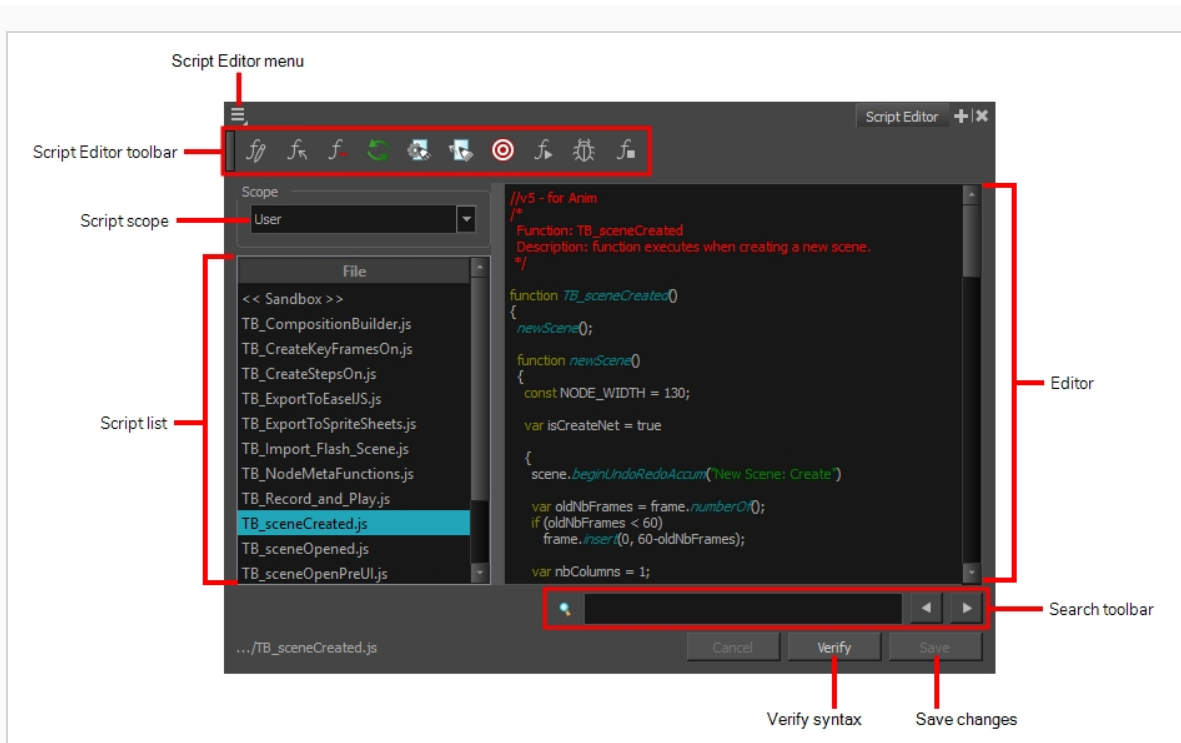 Script Editor menu
Script Editor
Script Editor toolbar
Scope
Script scope
User
File
<< Sandbox >>
TB_CompositionBuilder.js
TB_CreateKeyFramesOn.js
TB_CreateStepsOn.js
TB_ExportToEaselJS.js
Script list
TB_ExportToSpriteSheets.js
TB_Import_Flash_Scene.js
TB_NodeMetaFunctions.js
TB_Record_and_Play.js
TB_sceneCreated.js
TB_sceneOpened.js
TB_sceneOpenPreUI.js
//v5 - for Anim
/*
Function: TB_sceneCreated
Description: function executes when creating a new scene.
*/
function TB_sceneCreated()
{
newScene();
function newScene()
{
const NODE_WIDTH = 130;
var isCreateNet = true
{
scene.beginUndoRedoAccum("New Scene: Create")
var oldNbFrames = frame.numberOf();
if (oldNbFrames < 60)
frame.insert(0, 60-oldNbFrames);
var nbColumns = 1;
Editor
Search toolbar
.../TB_sceneCreated.js
Cancel
Verify
Save
Verify syntax
Save changes